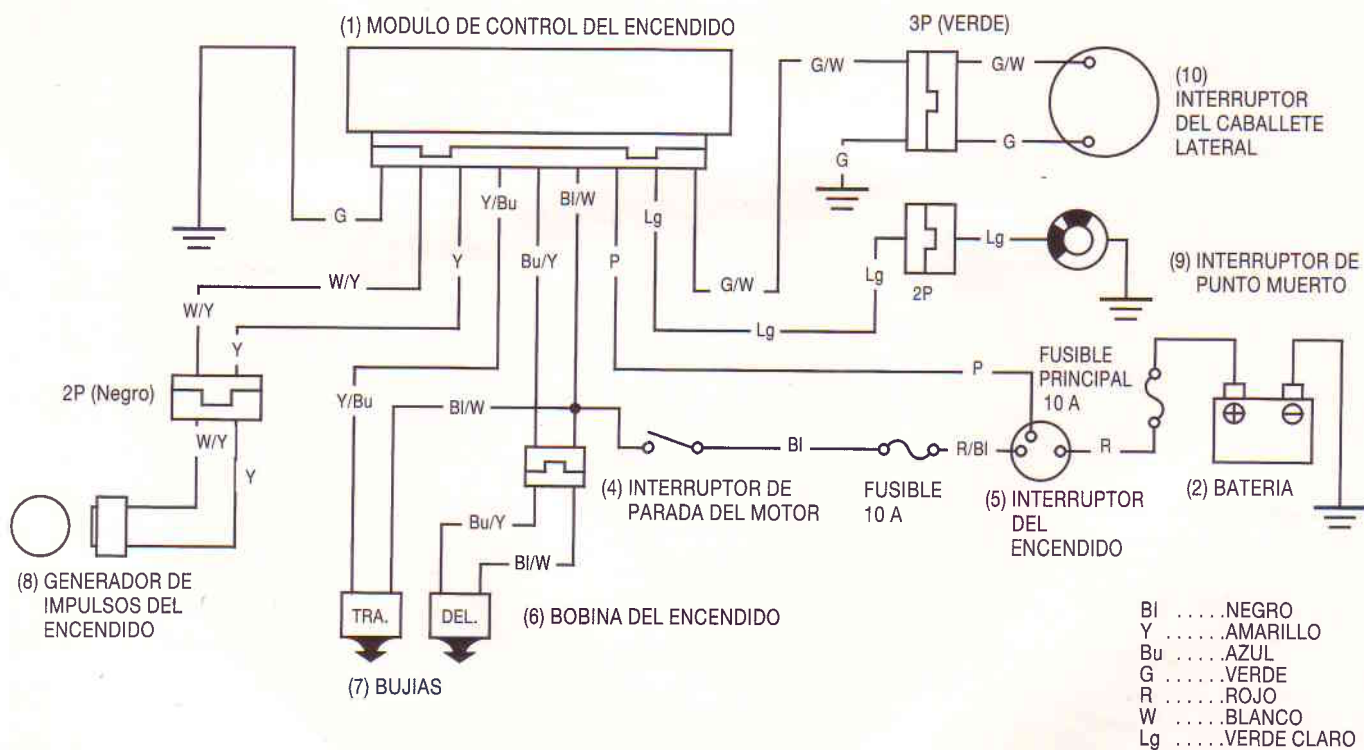 (1) MODULO DE CONTROL DEL ENCENDIDO
3P (VERDE)
G/W
G/W
(10)
INTERRUPTOR
DEL CABALLETE
LATERAL
G
G
G
W/Y
Y
Y/Bu
Bu/Y
Bl/W
P
Lg
G/W
Lg
Lg
Lg
2P
(9) INTERRUPTOR DE
PUNTO MUERTO
W/Y
Y
2P (Negro)
W/Y
Y
Y/Bu
Bl/W
P
FUSIBLE
PRINCIPAL
10 A
Bl
R/Bl
R
(4) INTERRUPTOR DE
PARADA DEL MOTOR
FUSIBLE
10 A
(5) INTERRUPTOR
DEL
ENCENDIDO
(2) BATERIA
Bu/Y
Bl/W
(8) GENERADOR DE
IMPULSOS DEL
ENCENDIDO
TRA.
DEL.
(6) BOBINA DEL ENCENDIDO
(7) BUJIAS
Bl .....NEGRO
Y ......AMARILLO
Bu .....AZUL
G ......VERDE
R ......ROJO
W .....BLANCO
Lg .....VERDE CLARO